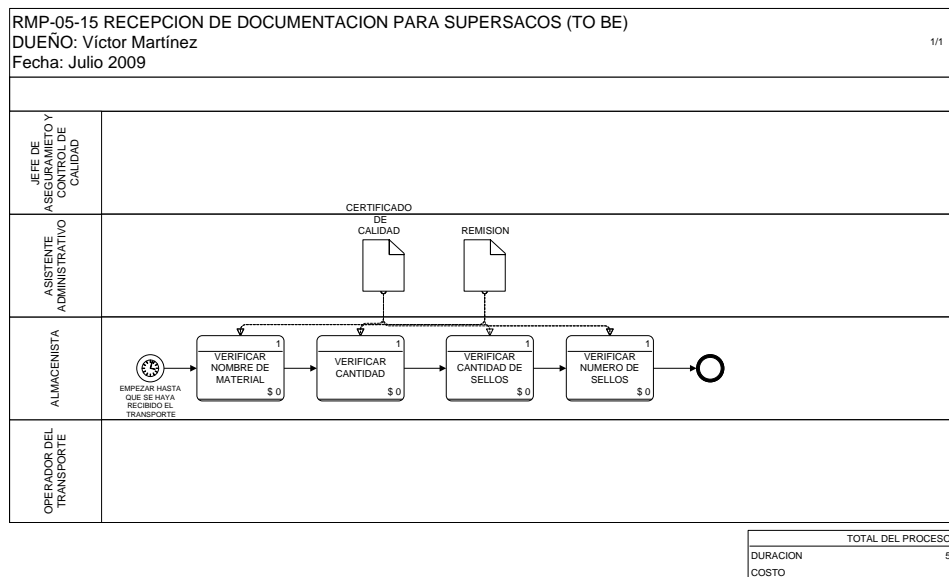 RMP-05-15 RECEPCION DE DOCUMENTACION PARA SUPERSACOS (TO BE)
DUEÑO: Víctor Martínez
1/1
Fecha: Julio 2009
JEFE DE
ASEGURAMIETO Y
CONTROL DE
CALIDAD
CERTIFICADO
DE
CALIDAD
REMISION
ASISTENTE
ADMINISTRATIVO
ALMACENISTA
EMPEZAR HASTA
QUE SE HAYA
RECIBIDO EL
TRANSPORTE
1
VERIFICAR
NOMBRE DE
MATERIAL
$ 0
1
VERIFICAR
CANTIDAD
$ 0
1
VERIFICAR
CANTIDAD DE
SELLOS
$ 0
1
VERIFICAR
NUMERO DE
SELLOS
$ 0
OPERADOR DEL
TRANSPORTE
TOTAL DEL PROCESO
DURACION 5
COSTO